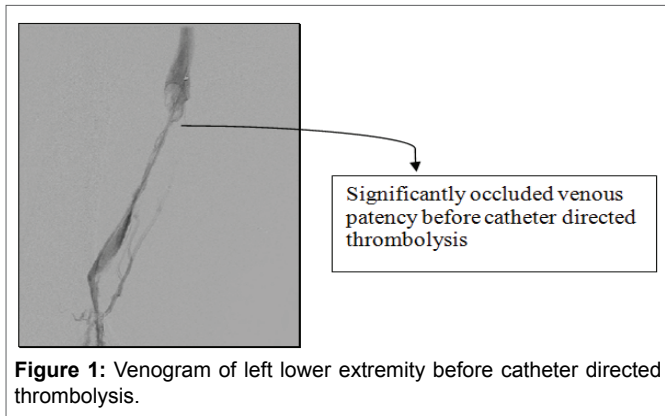 Significantly occluded venous
patency before catheter directed
thrombolysis
Figure 1: Venogram of left lower extremity before catheter directed
thrombolysis.